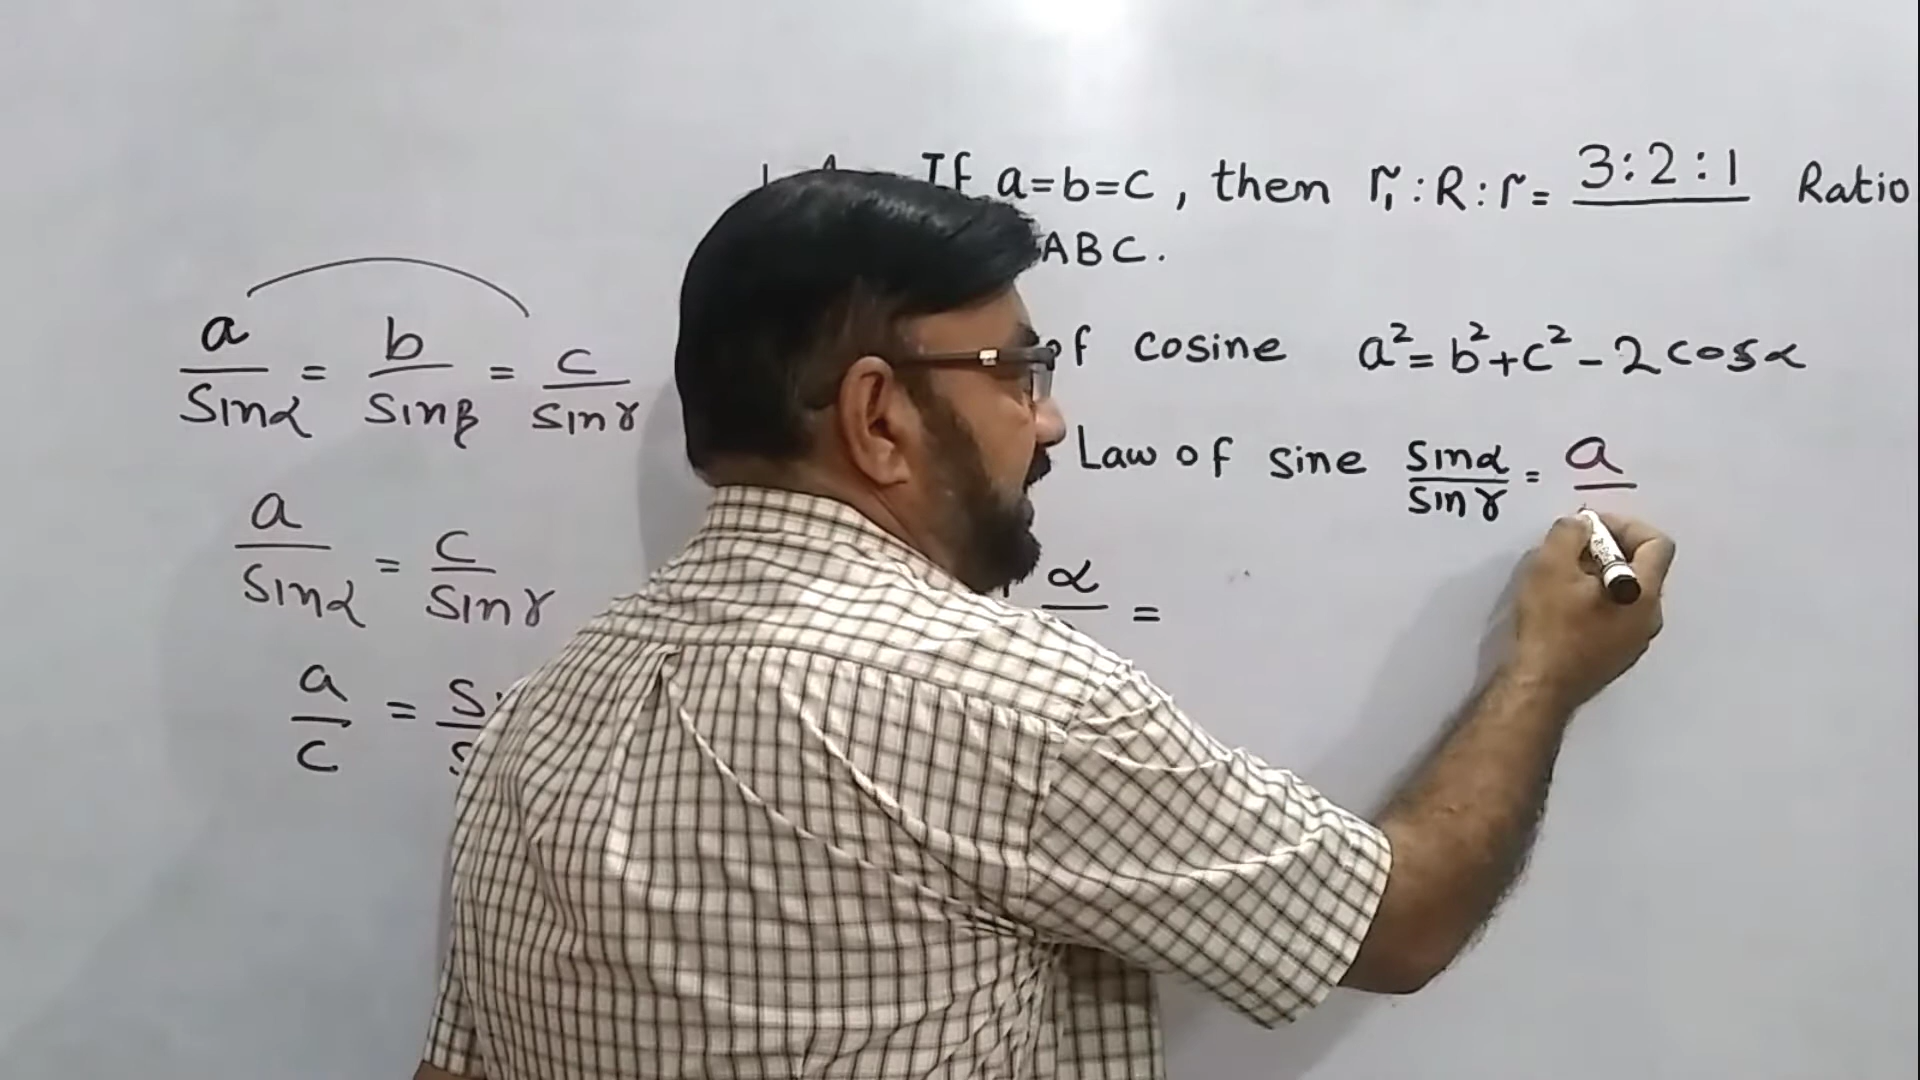 If a=b=c, then r₁:R:r= 3:2:1 Ratio
ABC.
of cosine a²=b²+c²-2cosα
Law of sine sinα/sinγ = a/
α/ =
a/sinα = b/sinβ = c/sinγ
a/sinα = c/sinγ
a/c =